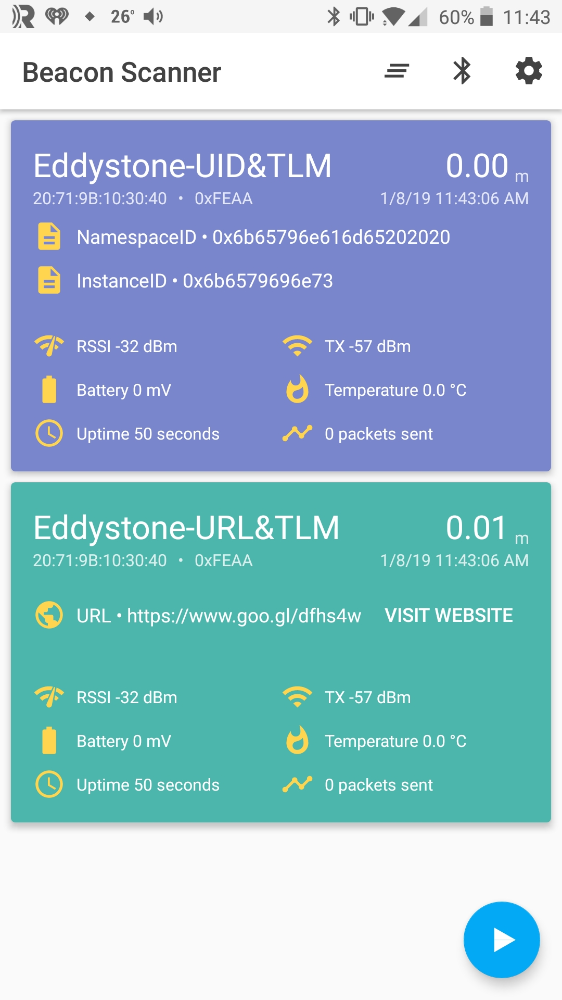 26° 60% 11:43
Beacon Scanner
Eddystone-UID&TLM 0.00 m
20:71:9B:10:30:40 • 0xFEAA 1/8/19 11:43:06 AM
NamespaceID • 0x6b65796e616d65202020
InstanceID • 0x6b6579696e73
RSSI -32 dBm TX -57 dBm
Battery 0 mV Temperature 0.0 °C
Uptime 50 seconds 0 packets sent
Eddystone-URL&TLM 0.01 m
20:71:9B:10:30:40 • 0xFEAA 1/8/19 11:43:06 AM
URL • https://www.goo.gl/dfhs4w VISIT WEBSITE
RSSI -32 dBm TX -57 dBm
Battery 0 mV Temperature 0.0 °C
Uptime 50 seconds 0 packets sent